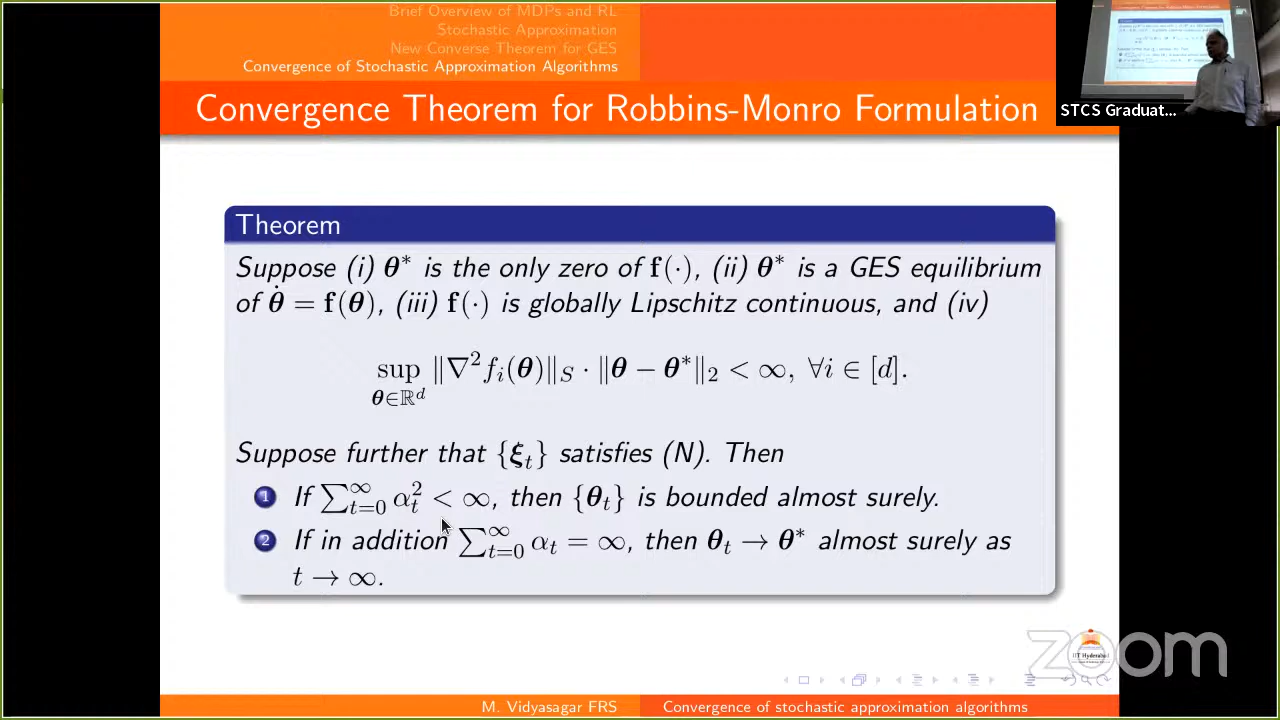 Brief Overview of MDPs and RL
Stochastic Approximation
New Converse Theorem for GES
Convergence of Stochastic Approximation Algorithms
Convergence Theorem for Robbins-Monro Formulation
STCS Graduat...
Theorem
Suppose (i) θ* is the only zero of f(·), (ii) θ* is a GES equilibrium
of θ̇ = f(θ), (iii) f(·) is globally Lipschitz continuous, and (iv)
sup_{θ∈ℝ^d} ‖∇²f_i(θ)‖_S · ‖θ − θ*‖₂ < ∞, ∀i ∈ [d].
Suppose further that {ξ_t} satisfies (N). Then
1 If ∑_{t=0}^∞ α_t² < ∞, then {θ_t} is bounded almost surely.
2 If in addition ∑_{t=0}^∞ α_t = ∞, then θ_t → θ* almost surely as
t → ∞.
zoom
IIT Hyderabad
M. Vidyasagar FRS
Convergence of stochastic approximation algorithms